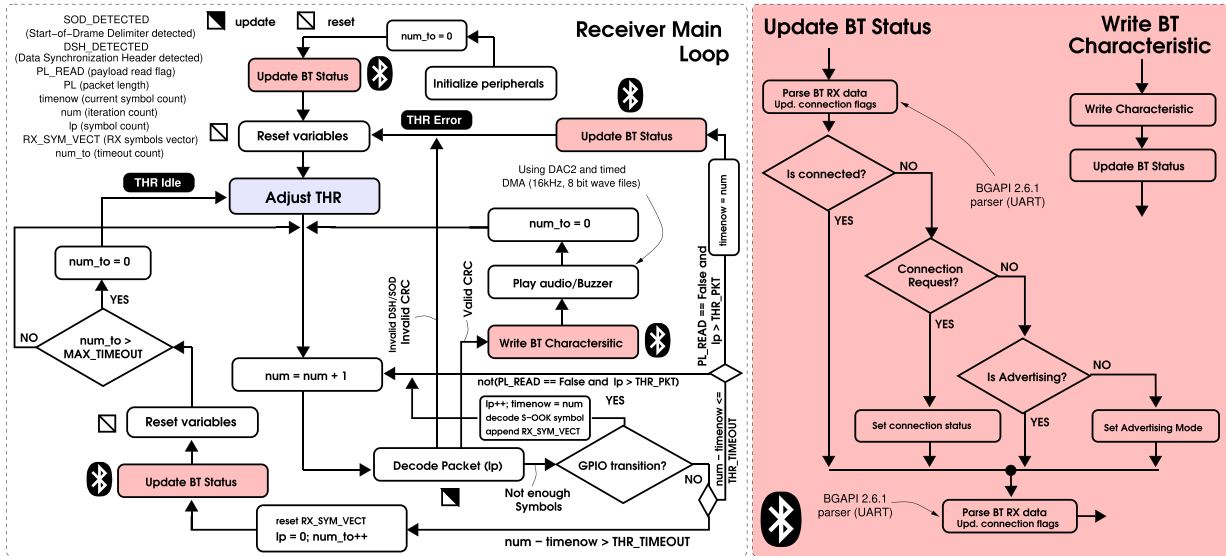 SOD_DETECTED
(Start-of-Drame Delimiter detected)
DSH_DETECTED
(Data Synchronization Header detected)
PL_READ (payload read flag)
PL (packet length)
timenow (current symbol count)
num (iteration count)
lp (symbol count)
RX_SYM_VECT (RX symbols vector)
num_to (timeout count)
update
reset
Receiver Main
Loop
num_to = 0
Initialize peripherals
Update BT Status
Reset variables
THR Error
Update BT Status
THR Idle
Adjust THR
Using DAC2 and timed
DMA (16kHz, 8 bit wave files)
timenow = num
num_to = 0
num_to = 0
Play audio/Buzzer
YES
NO
num_to >
MAX_TIMEOUT
Invalid DSH/SOD
Invalid CRC
Valid CRC
Write BT Charactersitic
PL_READ == False and
lp > THR_PKT
num = num + 1
not(PL_READ == False and lp > THR_PKT)
lp++; timenow = num
decode S-OOK symbol
append RX_SYM_VECT
YES
Reset variables
Decode Packet (lp)
GPIO transition?
NO
num - timenow <=
THR_TIMEOUT
Update BT Status
Not enough
Symbols
reset RX_SYM_VECT
lp = 0; num_to++
num - timenow > THR_TIMEOUT
Update BT Status
Parse BT RX data
Upd. connection flags
Is connected?
NO
YES
BGAPI 2.6.1
parser (UART)
Connection
Request?
NO
YES
Is Advertising?
NO
YES
Set connection status
Set Advertising Mode
BGAPI 2.6.1
parser (UART)
Parse BT RX data
Upd. connection flags
Write BT
Characteristic
Write Characteristic
Update BT Status